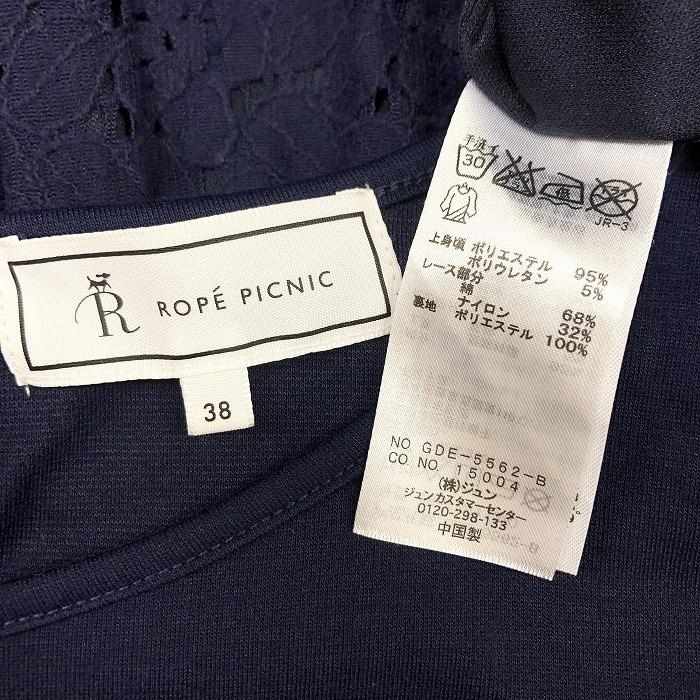 R
ROPÉ PICNIC
38
手洗イ
30
JR-3
上身頃 ポリエステル 95%
ポリウレタン 5%
レース部分
綿 68%
ナイロン 32%
裏地 ポリエステル 100%
NO. GDE-5562-B
CO. NO. 15004
(株)ジュン
ジュンカスタマーセンター
0120-298-133
中国製